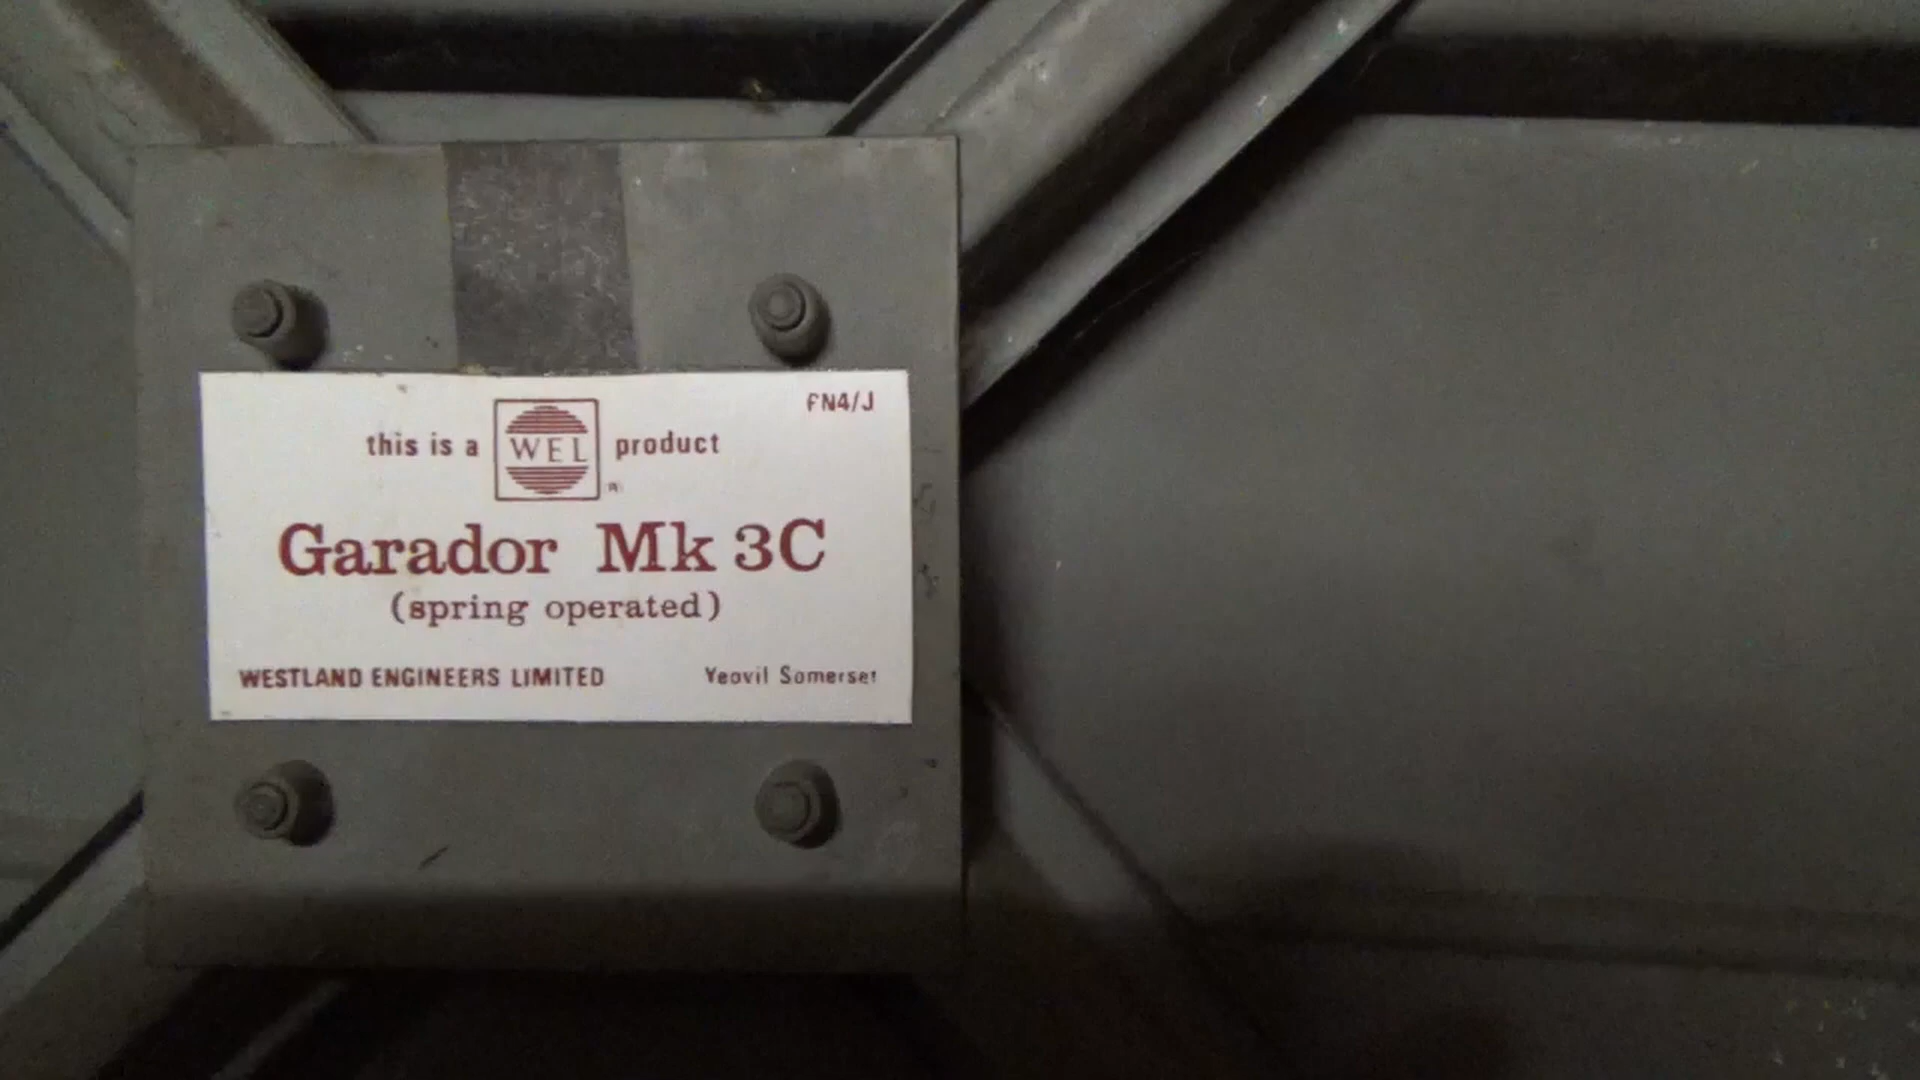 FN4/J
this is a WEL product
®
Garador Mk 3C
(spring operated)
WESTLAND ENGINEERS LIMITED Yeovil Somerset